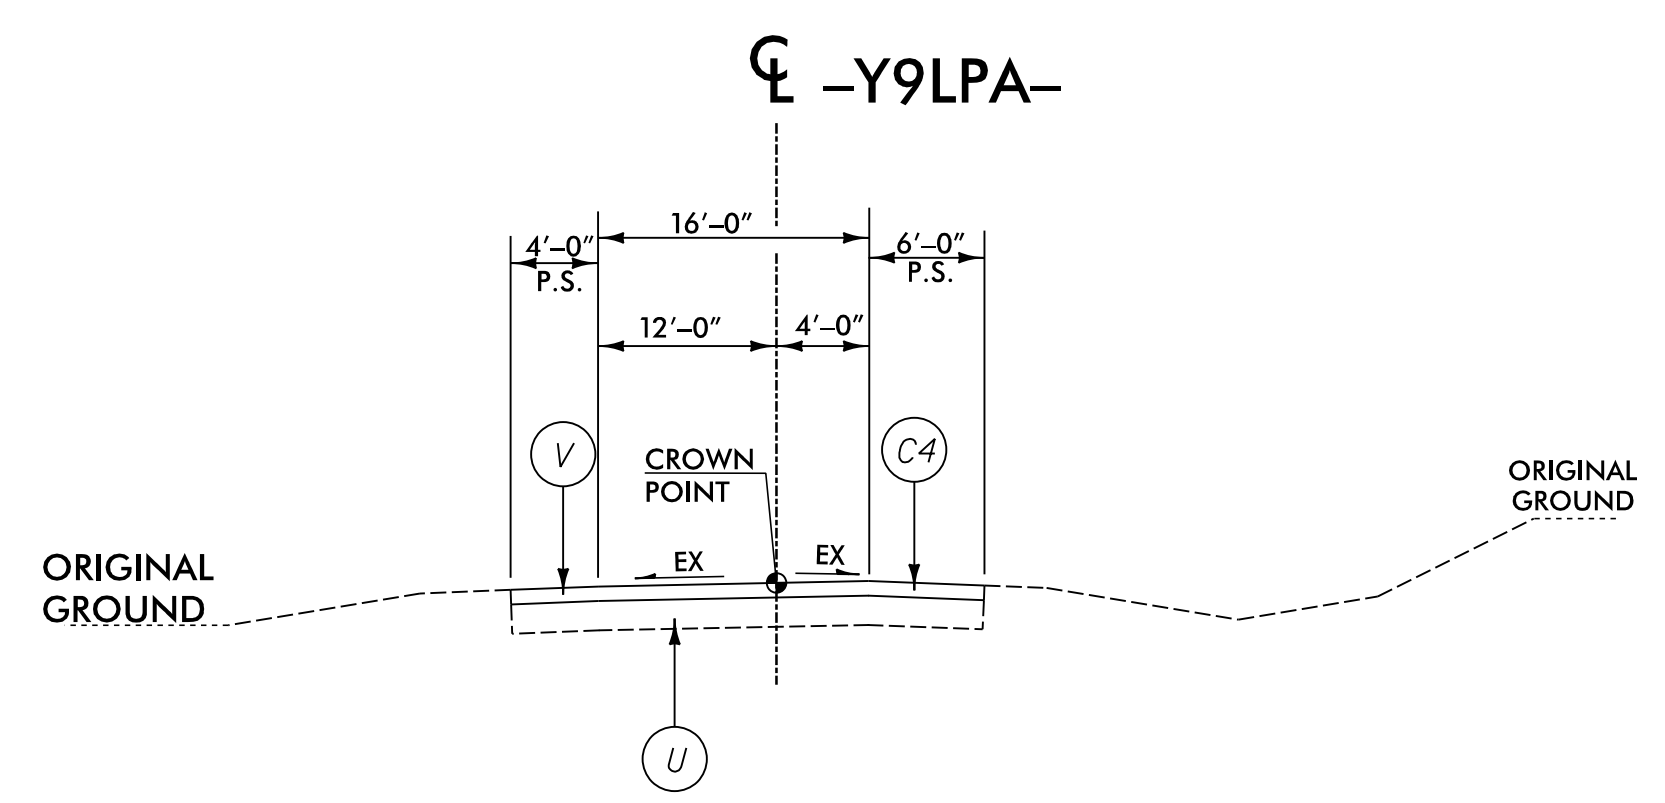 ℄ –Y9LPA–
16'–0"
4'–0"
P.S.
6'–0"
P.S.
12'–0"
4'–0"
V
CROWN
POINT
C4
ORIGINAL
GROUND
EX
EX
ORIGINAL
GROUND
U